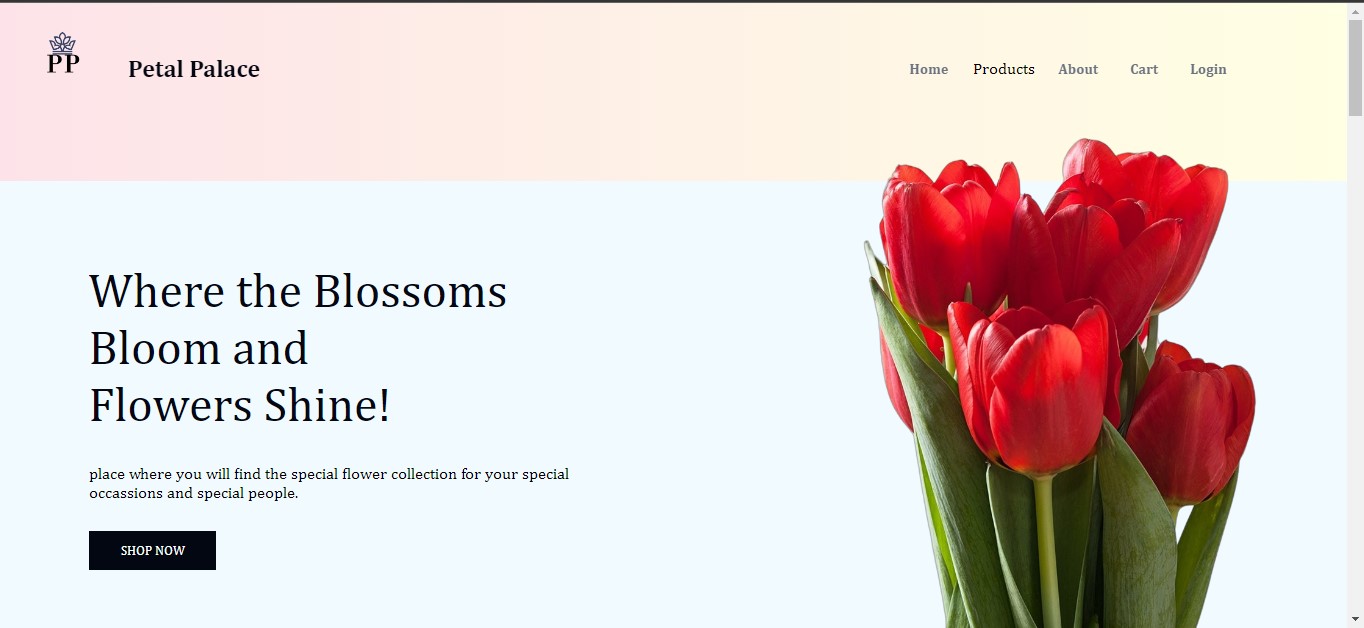 PP
Petal Palace
Home Products About Cart Login
Where the Blossoms
Bloom and
Flowers Shine!
place where you will find the special flower collection for your special
occassions and special people.
SHOP NOW